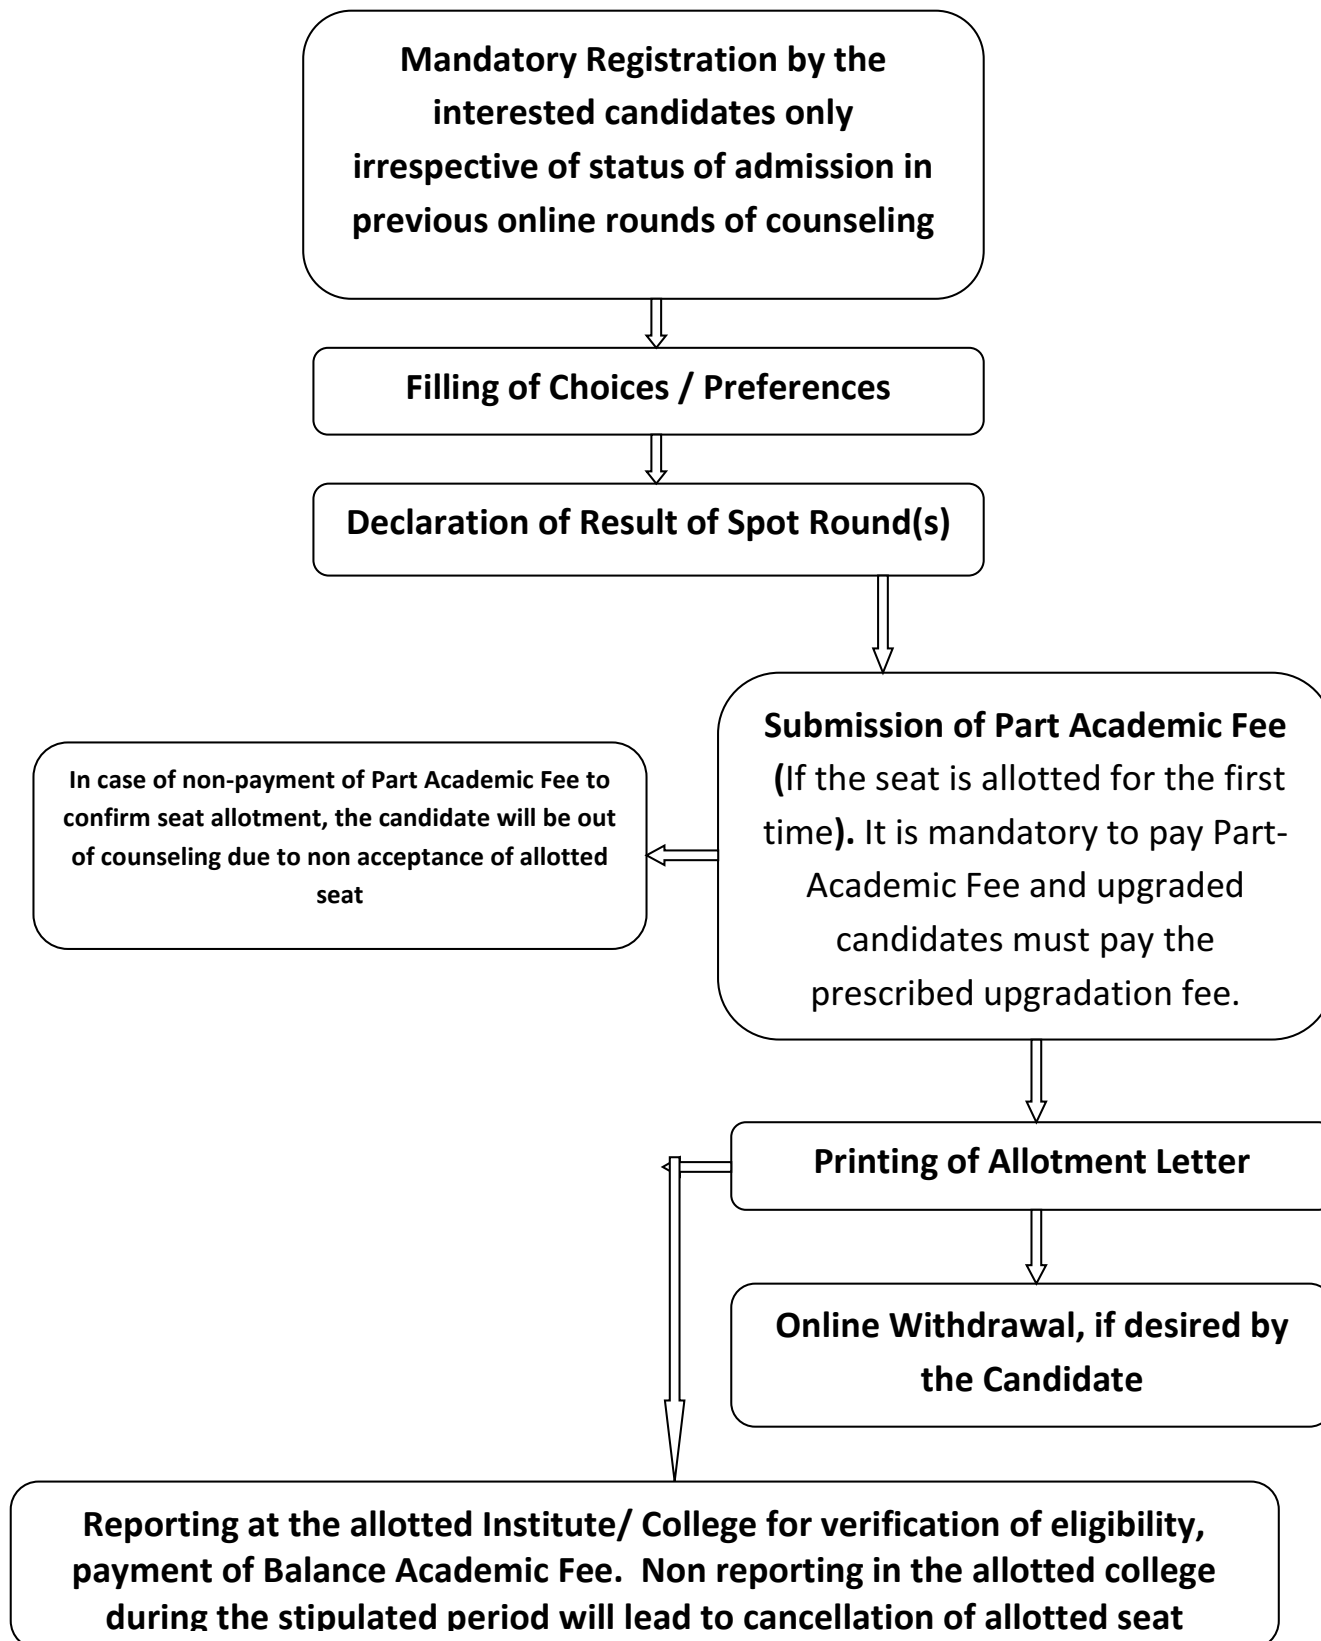 Mandatory Registration by the
interested candidates only
irrespective of status of admission in
previous online rounds of counseling
Filling of Choices / Preferences
Declaration of Result of Spot Round(s)
Submission of Part Academic Fee
(If the seat is allotted for the first
time). It is mandatory to pay Part-
Academic Fee and upgraded
candidates must pay the
prescribed upgradation fee.
In case of non-payment of Part Academic Fee to
confirm seat allotment, the candidate will be out
of counseling due to non acceptance of allotted
seat
Printing of Allotment Letter
Online Withdrawal, if desired by
the Candidate
Reporting at the allotted Institute/ College for verification of eligibility,
payment of Balance Academic Fee.  Non reporting in the allotted college
during the stipulated period will lead to cancellation of allotted seat